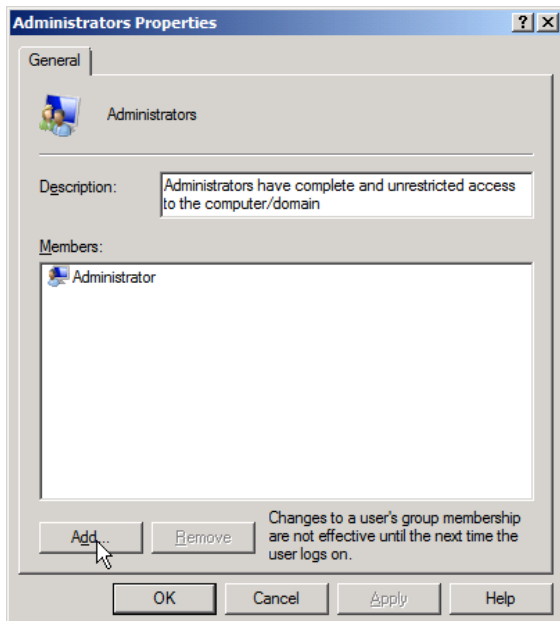 Administrators Properties
General
Administrators
Description:
Administrators have complete and unrestricted access
to the computer/domain
Members:
Administrator
Add...
Remove
Changes to a user's group membership
are not effective until the next time the
user logs on.
OK
Cancel
Apply
Help